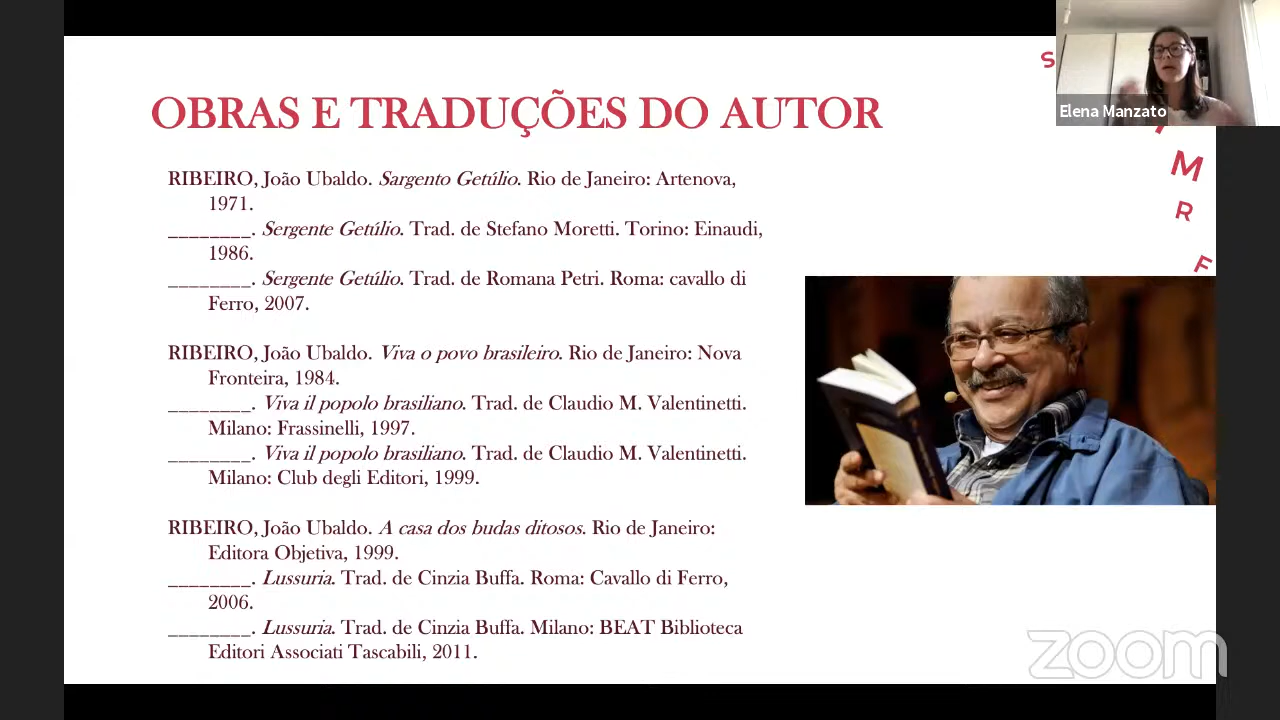 OBRAS E TRADUÇÕES DO AUTOR
RIBEIRO, João Ubaldo. Sargento Getúlio. Rio de Janeiro: Artenova,
1971.
________. Sergente Getúlio. Trad. de Stefano Moretti. Torino: Einaudi,
1986.
________. Sergente Getúlio. Trad. de Romana Petri. Roma: cavallo di
Ferro, 2007.
RIBEIRO, João Ubaldo. Viva o povo brasileiro. Rio de Janeiro: Nova
Fronteira, 1984.
________. Viva il popolo brasiliano. Trad. de Claudio M. Valentinetti.
Milano: Frassinelli, 1997.
________. Viva il popolo brasiliano. Trad. de Claudio M. Valentinetti.
Milano: Club degli Editori, 1999.
RIBEIRO, João Ubaldo. A casa dos budas ditosos. Rio de Janeiro:
Editora Objetiva, 1999.
________. Lussuria. Trad. de Cinzia Buffa. Roma: Cavallo di Ferro,
2006.
________. Lussuria. Trad. de Cinzia Buffa. Milano: BEAT Biblioteca
Editori Associati Tascabili, 2011.
Elena Manzato
S
M
R
F
zoom